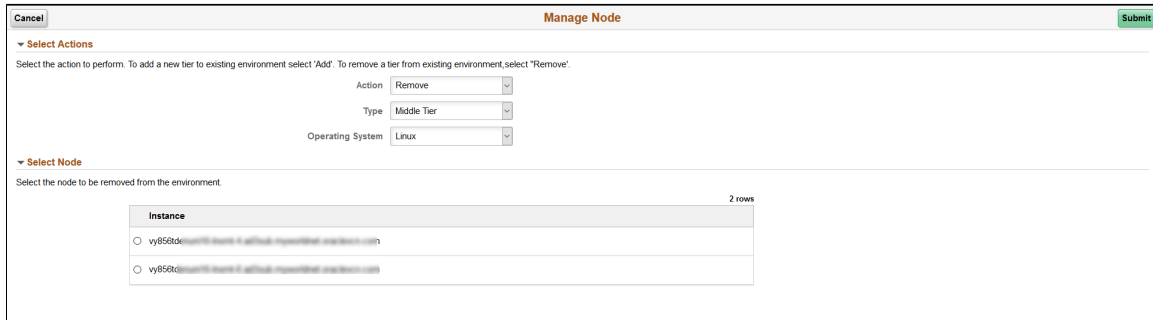 Cancel
Manage Node
Submit
Select Actions
Select the action to perform. To add a new tier to existing environment select 'Add'. To remove a tier from existing environment,select "Remove'.
Action Remove
Type Middle Tier
Operating System Linux
Select Node
Select the node to be removed from the environment.
2 rows
Instance